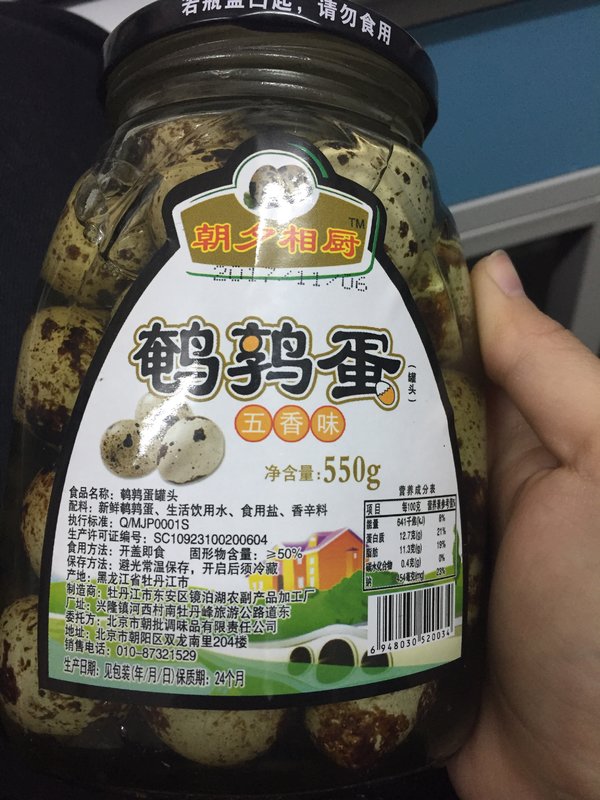 若瓶盖凸起，请勿食用
朝夕相厨™
2017/11/06
鹌鹑蛋
（罐头）
五香味
净含量：550g
食品名称：鹌鹑蛋罐头
配料：新鲜鹌鹑蛋、生活饮用水、食用盐、香辛料
执行标准：Q/MJP0001S
生产许可证编号：SC10923100200604
食用方法：开盖即食 固形物含量：≥50%
保存方法：避光常温保存，开启后须冷藏
产地：黑龙江省牡丹江市
制造商：牡丹江市东安区镜泊湖农副产品加工厂
厂址：兴隆镇河西村南牡丹峰旅游公路道东
委托方：北京市朝批调味品有限责任公司
地址：北京市朝阳区双龙南里204楼
销售电话：010-87321529
生产日期：见包装(年/月/日) 保质期：24个月
营养成分表
项目 每100克 营养素参考值%
能量 641千焦(kJ) 8%
蛋白质 12.7克(g) 21%
脂肪 11.3克(g) 19%
碳水化合物 0.4克(g) 0%
钠 454毫克(mg) 23%
6 948030 520034